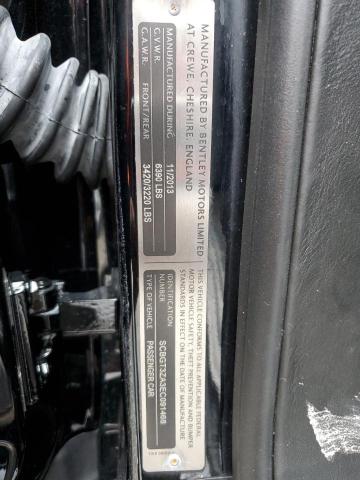 MANUFACTURED BY BENTLEY MOTORS LIMITED
AT CREWE, CHESHIRE, ENGLAND
MANUFACTURED DURING 11/2013
G.V.W.R. 6390 LBS
G.A.W.R. FRONT/REAR 3420/3220 LBS
THIS VEHICLE CONFORMS TO ALL APPLICABLE FEDERAL
MOTOR VEHICLE SAFETY, THEFT PREVENTION AND BUMPER
STANDARDS IN EFFECT ON THE DATE OF MANUFACTURE
IDENTIFICATION
NUMBER SCBGT3ZA3EC091468
TYPE OF VEHICLE PASSENGER CAR